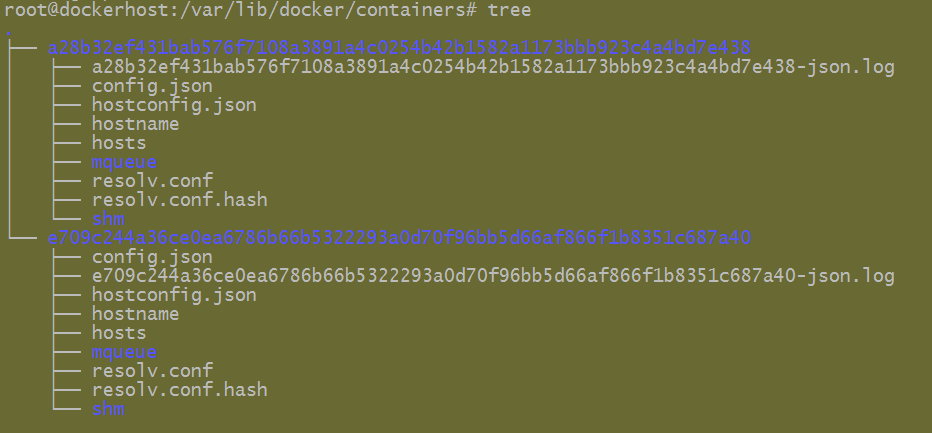 root@dockerhost:/var/lib/docker/containers# tree
.
├── a28b32ef431bab576f7108a3891a4c0254b42b1582a1173bbb923c4a4bd7e438
│   ├── a28b32ef431bab576f7108a3891a4c0254b42b1582a1173bbb923c4a4bd7e438-json.log
│   ├── config.json
│   ├── hostconfig.json
│   ├── hostname
│   ├── hosts
│   ├── mqueue
│   ├── resolv.conf
│   ├── resolv.conf.hash
│   └── shm
└── e709c244a36ce0ea6786b66b5322293a0d70f96bb5d66af866f1b8351c687a40
    ├── config.json
    ├── e709c244a36ce0ea6786b66b5322293a0d70f96bb5d66af866f1b8351c687a40-json.log
    ├── hostconfig.json
    ├── hostname
    ├── hosts
    ├── mqueue
    ├── resolv.conf
    ├── resolv.conf.hash
    └── shm